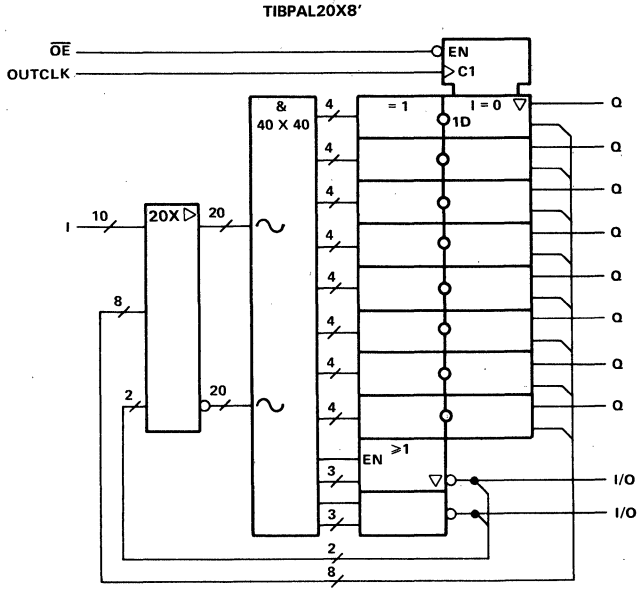 TIBPAL20X8'
OE EN
OUTCLK C1
& 4 = 1 I = 0 Q
40 X 40 1D
4 Q
4 Q
I 10 20X 20 4 Q
4 Q
8 4 Q
4 Q
2 20 4 Q
EN ≥1
3 I/O
3 I/O
2
8